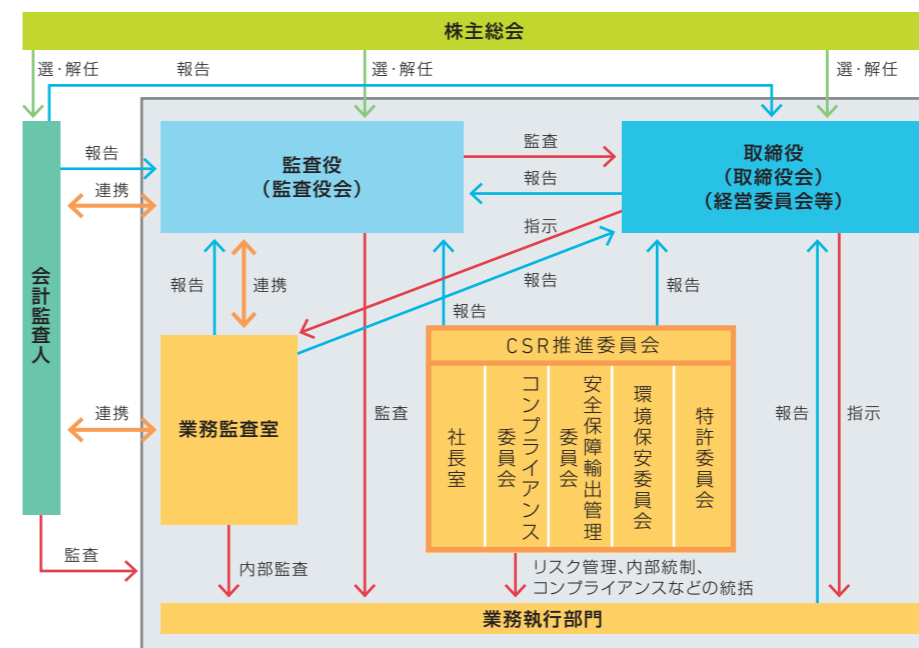 株主総会
選・解任
報告
選・解任
選・解任
報告
連携
監査役
（監査役会）
監査
報告
取締役
（取締役会）
（経営委員会等）
指示
会計監査人
報告
連携
報告
報告
報告
CSR推進委員会
連携
業務監査室
監査
社長室
コンプライアンス
委員会
安全保障輸出管理
委員会
環境保安委員会
特許委員会
報告
指示
監査
内部監査
リスク管理、内部統制、
コンプライアンスなどの統括
業務執行部門